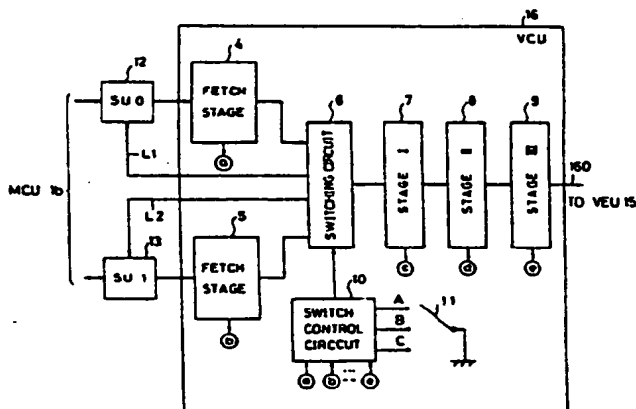 16
VCU
4
FETCH
STAGE
12
SU 0
6
SWITCHING CIRCUIT
7
STAGE I
8
STAGE II
9
STAGE III
a
L1
MCU 1b
160
TO VEU 15
L2
5
FETCH
STAGE
13
SU 1
c
d
e
10
SWITCH
CONTROL
CIRCCUT
A
B
C
11
b
a
b
---
e